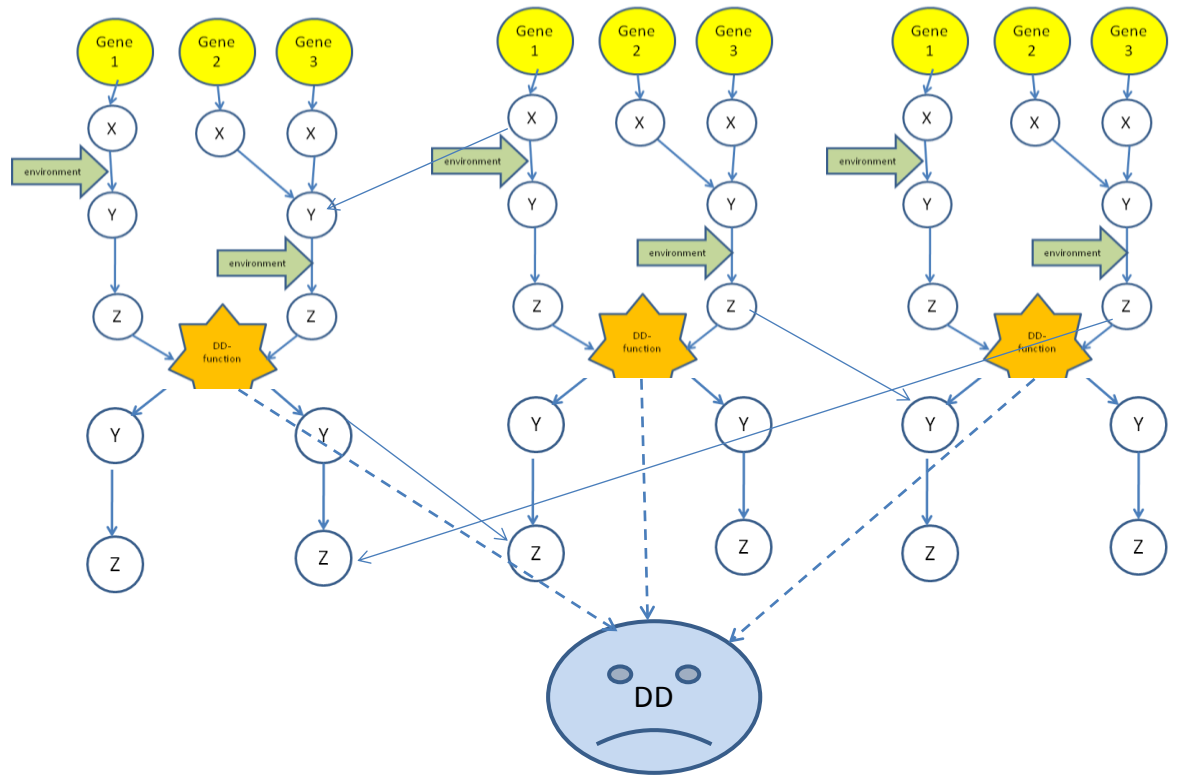 Gene
1
Gene
2
Gene
3
Gene
1
Gene
2
Gene
3
Gene
1
Gene
2
Gene
3
X
X
X
X
X
X
X
X
X
environment
environment
environment
Y
Y
Y
Y
Y
Y
environment
environment
environment
Z
Z
Z
Z
Z
Z
DD-
function
DD-
function
DD-
function
Y
Y
Y
Y
Y
Y
Z
Z
Z
Z
Z
Z
DD